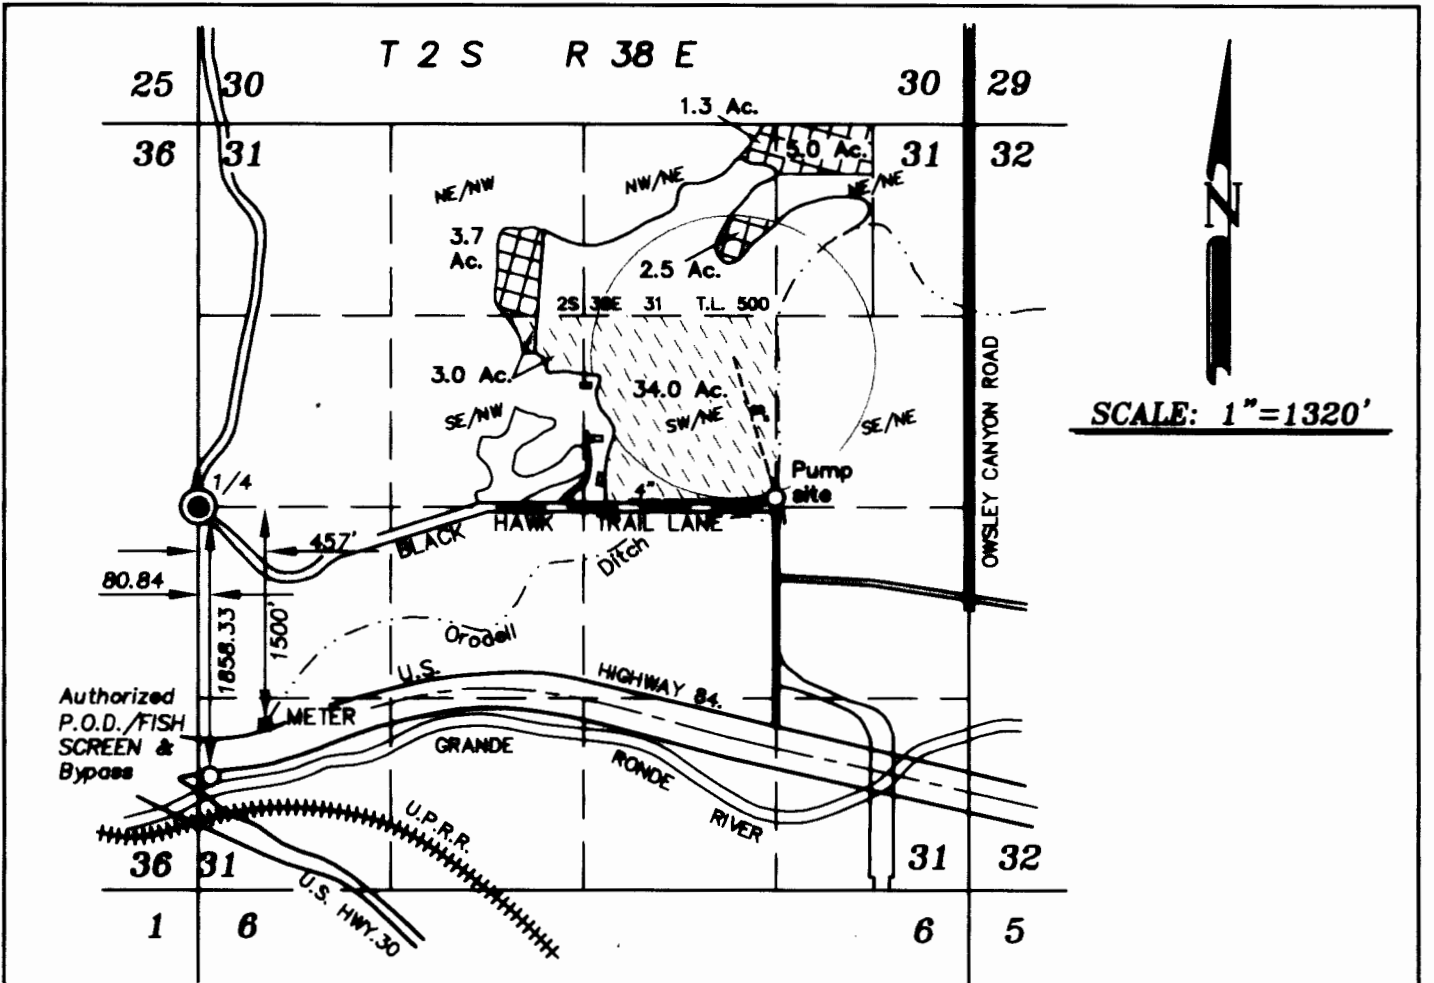 T 2 S R 38 E
25 30
30 29
1.3 Ac.
36 31
5.0 Ac.
31 32
NE/NW
NW/NE
NE/NE
N
3.7
Ac.
2.5 Ac.
2S 38E 31 T.L. 500
3.0 Ac.
34.0 Ac.
SE/NW
SW/NE
SE/NE
SCALE: 1"=1320'
OWSLEY CANYON ROAD
1/4
4"
Pump
site
BLACK HAWK TRAIL LANE
457'
80.84
1858.33
1500'
Ditch
Orodell
U.S. HIGHWAY 84.
Authorized
P.O.D./FISH
SCREEN &
Bypass
METER
GRANDE RONDE RIVER
U.P.R.R.
36 31
31 32
U.S. HWY.30
1 6
6 5